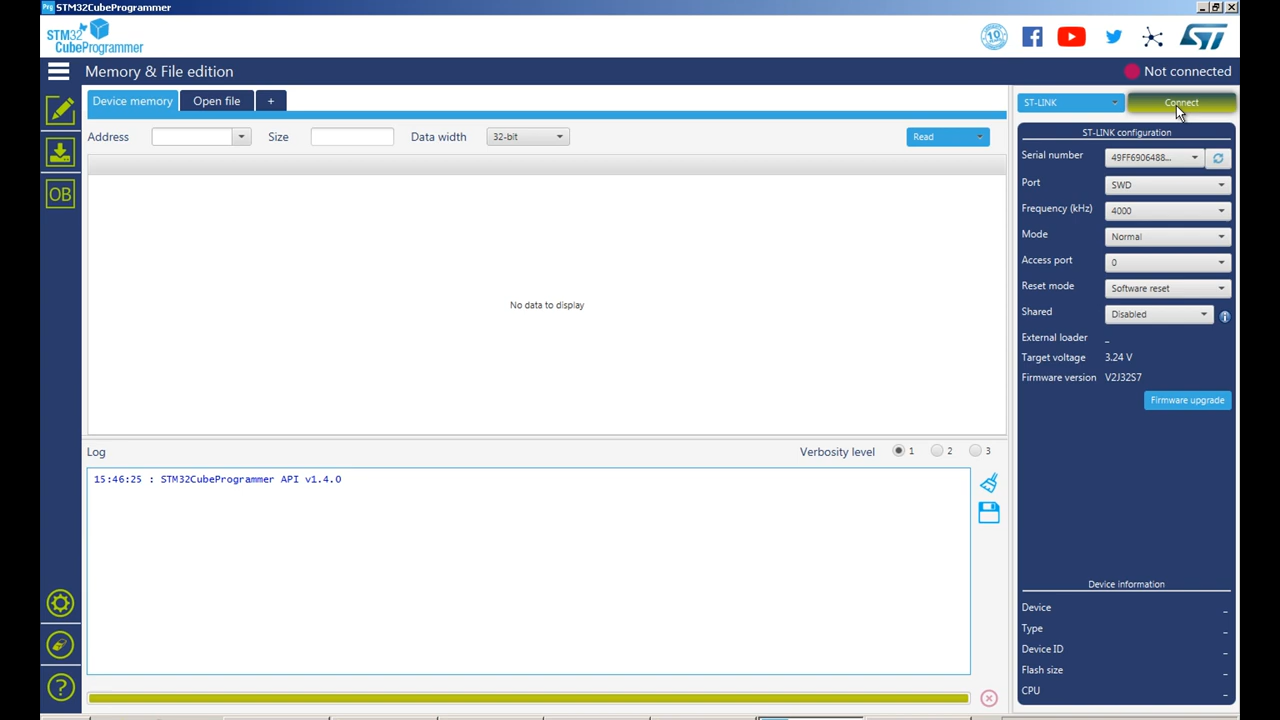 Prg STM32CubeProgrammer
STM32
CubeProgrammer
10
ST
Memory & File edition
Not connected
Device memory
Open file
+
ST-LINK
Connect
Address
Size
Data width
32-bit
Read
ST-LINK configuration
Serial number
49FF6906488...
Port
SWD
Frequency (kHz)
4000
Mode
Normal
Access port
0
Reset mode
Software reset
Shared
Disabled
i
External loader
_
Target voltage
3.24 V
Firmware version
V2J32S7
Firmware upgrade
OB
No data to display
Log
Verbosity level
1
2
3
15:46:25 : STM32CubeProgrammer API v1.4.0
Device information
Device
_
Type
_
Device ID
_
Flash size
_
CPU
_
?